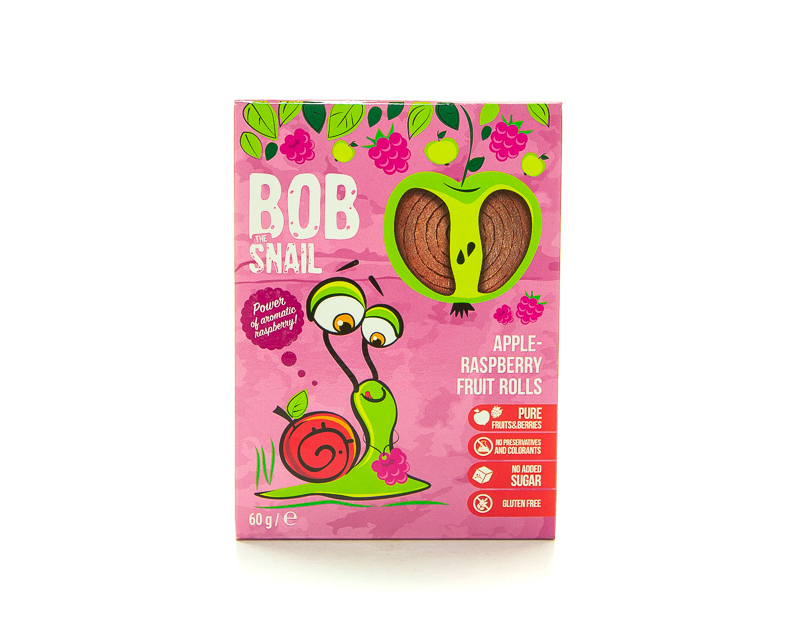 BOB
THE
SNAIL
Power
of aromatic
raspberry!
APPLE-
RASPBERRY
FRUIT ROLLS
PURE
FRUITS&BERRIES
NO PRESERVATIVES
AND COLORANTS
NO ADDED
SUGAR
GLUTEN FREE
60 g / ℮